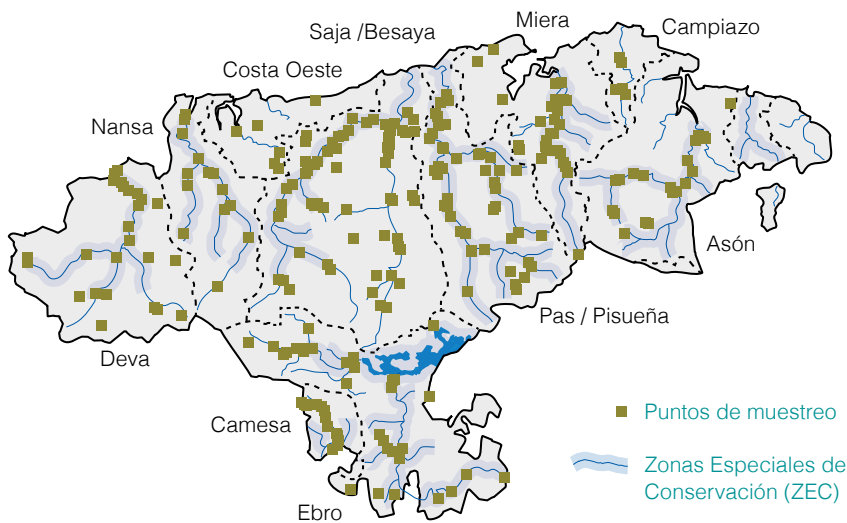 Miera
Saja /Besaya
Campiazo
Costa Oeste
Nansa
Asón
Pas / Pisueña
Deva
Camesa
Puntos de muestreo
Zonas Especiales de
Conservación (ZEC)
Ebro